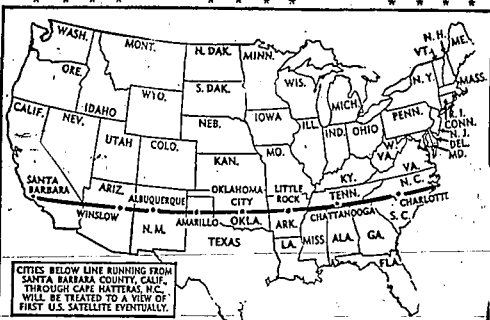 WASH.
MONT.
N. DAK.
MINN.
N. H.
VT.
ME.
ORE.
S. DAK.
WIS.
N. Y.
MASS.
WYO.
MICH.
IDAHO
R. I.
CONN.
N. J.
DEL.
MD.
CALIF.
NEV.
NEB.
IOWA
PENN.
UTAH
COLO.
ILL.
IND.
OHIO
W. VA.
KAN.
MO.
KY.
VA.
SANTA BARBARA
ARIZ.
ALBUQUERQUE
OKLAHOMA CITY
LITTLE ROCK
TENN.
N. C.
WINSLOW
AMARILLO
OKLA.
ARK.
CHATTANOOGA
S. C.
CHARLOTTE
N. M.
TEXAS
LA.
MISS
ALA.
GA.
FLA.
CITIES BELOW LINE RUNNING FROM
SANTA BARBARA COUNTY, CALIF.,
THROUGH CAPE HATTERAS, N.C.,
WILL BE TREATED TO A VIEW OF
FIRST U.S. SATELLITE EVENTUALLY.